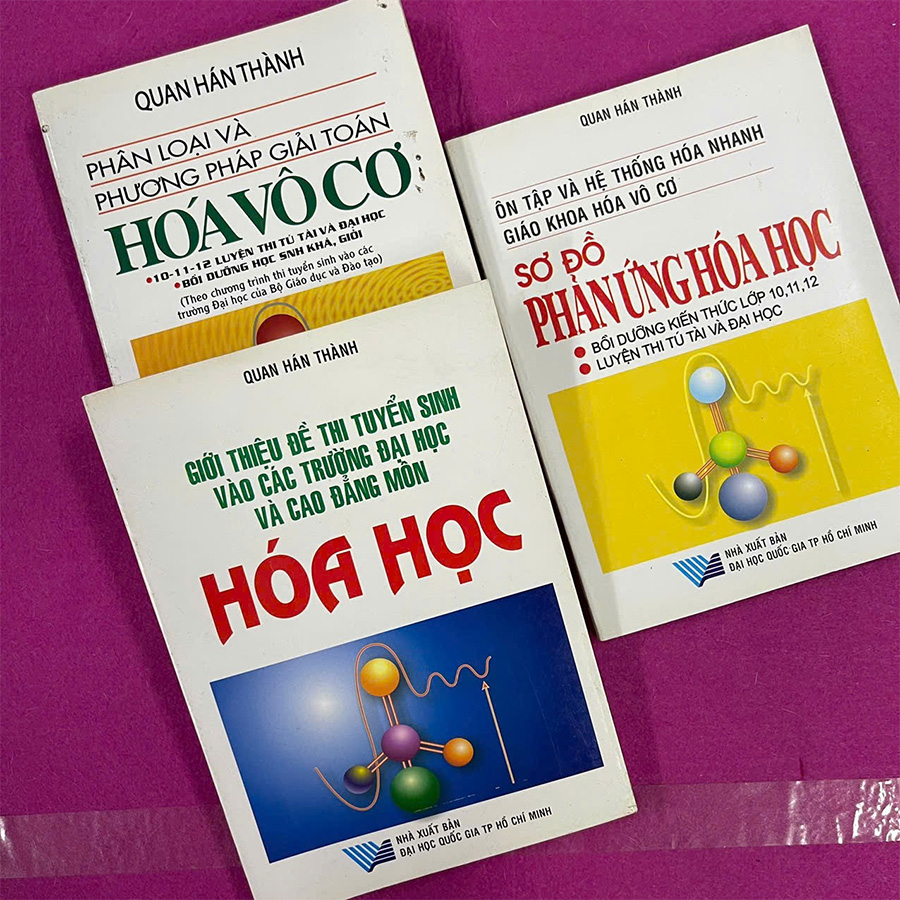 QUAN HÁN THÀNH
PHÂN LOẠI VÀ
PHƯƠNG PHÁP GIẢI TOÁN
HÓA VÔ CƠ
• 10-11-12 LUYỆN THI TÚ TÀI VÀ ĐẠI HỌC
• BỒI DƯỠNG HỌC SNH KHÁ, GIỎI
(Theo chương trình thi tuyển sinh vào các
trường Đại học của Bộ Giáo dục và Đào tạo)
QUAN HÁN THÀNH
ÔN TẬP VÀ HỆ THỐNG HÓA NHANH
GIÁO KHOA HÓA VÔ CƠ
SƠ ĐỒ
PHẢN ỨNG HÓA HỌC
• BỒI DƯỠNG KIẾN THỨC LỚP 10,11,12
• LUYỆN THI TÚ TÀI VÀ ĐẠI HỌC
NHÀ XUẤT BẢN
ĐẠI HỌC QUỐC GIA TP HỒ CHÍ MINH
QUAN HÁN THÀNH
GIỚI THIỆU ĐỀ THI TUYỂN SINH
VÀO CÁC TRƯỜNG ĐẠI HỌC
VÀ CAO ĐẲNG MÔN
HÓA HỌC
NHÀ XUẤT BẢN
ĐẠI HỌC QUỐC GIA TP HỒ CHÍ MINH